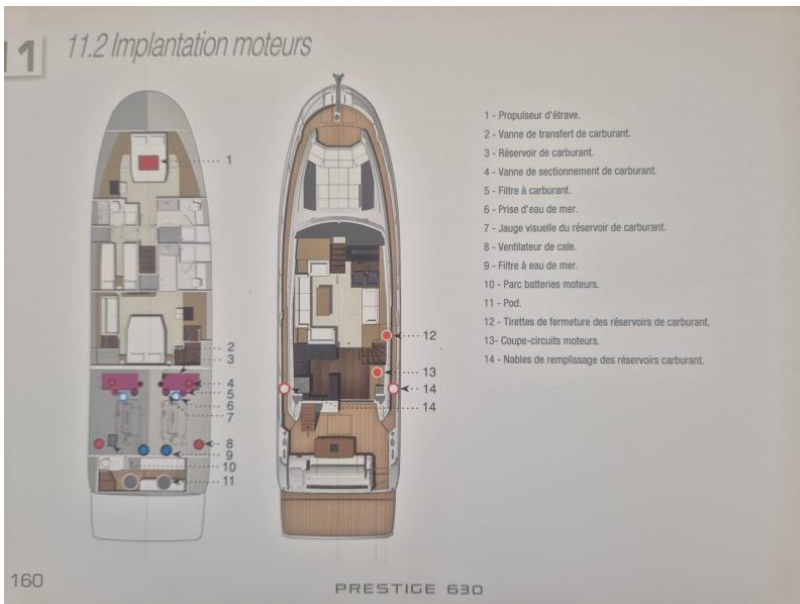 11
11.2 Implantation moteurs
1
2
3
4
5
6
7
8
9
10
11
12
13
14
14
1 - Propulseur d'étrave.
2 - Vanne de transfert de carburant.
3 - Réservoir de carburant.
4 - Vanne de sectionnement de carburant.
5 - Filtre à carburant.
6 - Prise d'eau de mer.
7 - Jauge visuelle du réservoir de carburant.
8 - Ventilateur de cale.
9 - Filtre à eau de mer.
10 - Parc batteries moteurs.
11 - Pod.
12 - Tirettes de fermeture des réservoirs de carburant.
13- Coupe-circuits moteurs.
14 - Nables de remplissage des réservoirs carburant.
160
PRESTIGE 630